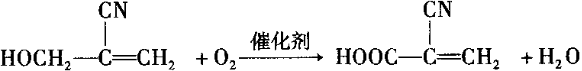 CN CN
HOCH₂—C=CH₂ + O₂ 催化剂 HOOC—C=CH₂ + H₂O